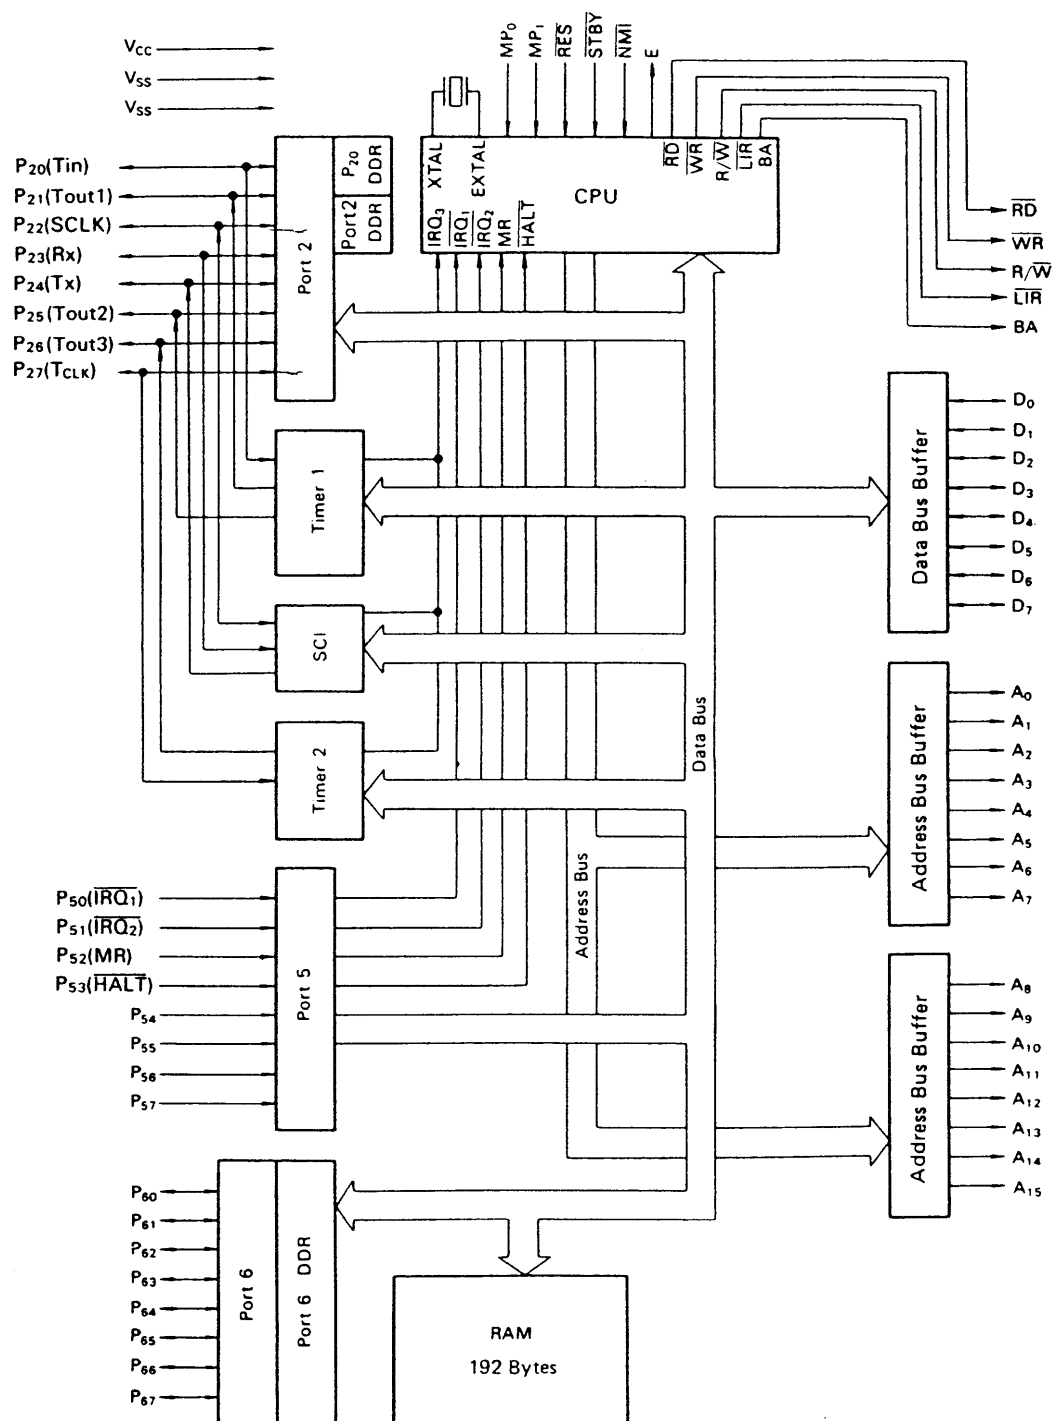 VCC
VSS
VSS
MP0
MP1
RES
STBY
NMI
E
XTAL
EXTAL
RD
WR
R/W
LIR
BA
CPU
IRQ3
IRQ1
IRQ2
MR
HALT
P20(Tin)
P21(Tout1)
P22(SCLK)
P23(Rx)
P24(Tx)
P25(Tout2)
P26(Tout3)
P27(TCLK)
Port 2
P20 DDR
Port2 DDR
RD
WR
R/W
LIR
BA
Timer 1
SCI
Timer 2
Data Bus Buffer
D0
D1
D2
D3
D4
D5
D6
D7
Data Bus
Address Bus
Address Bus Buffer
A0
A1
A2
A3
A4
A5
A6
A7
P50(IRQ1)
P51(IRQ2)
P52(MR)
P53(HALT)
P54
P55
P56
P57
Port 5
Address Bus Buffer
A8
A9
A10
A11
A12
A13
A14
A15
P60
P61
P62
P63
P64
P65
P66
P67
Port 6
Port 6 DDR
RAM
192 Bytes